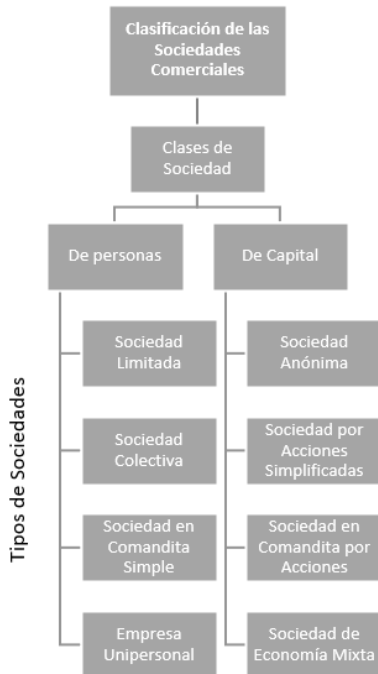 Clasificación de las
Sociedades
Comerciales
Clases de
Sociedad
De personas
De Capital
Tipos de Sociedades
Sociedad
Limitada
Sociedad
Anónima
Sociedad
Colectiva
Sociedad por
Acciones
Simplificadas
Sociedad en
Comandita
Simple
Sociedad en
Comandita por
Acciones
Empresa
Unipersonal
Sociedad de
Economía Mixta